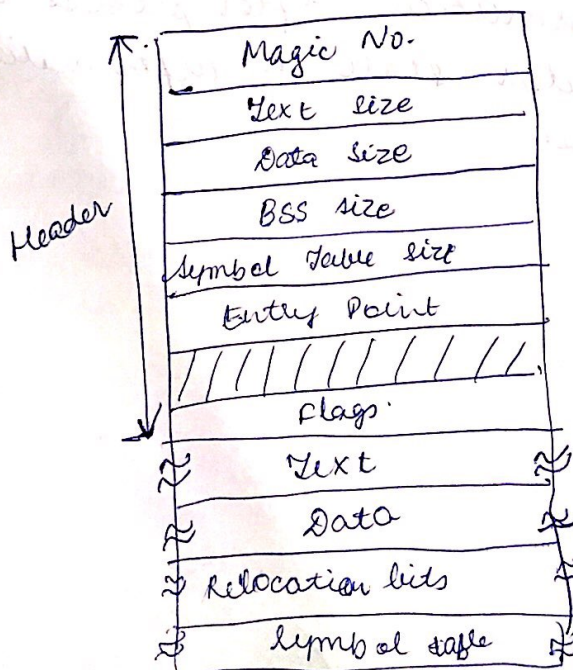 Magic No.
Text size
Data size
BSS size
Header
Symbol Table size
Entry Point
Flags.
Text
Data
Relocation bits
Symbol table